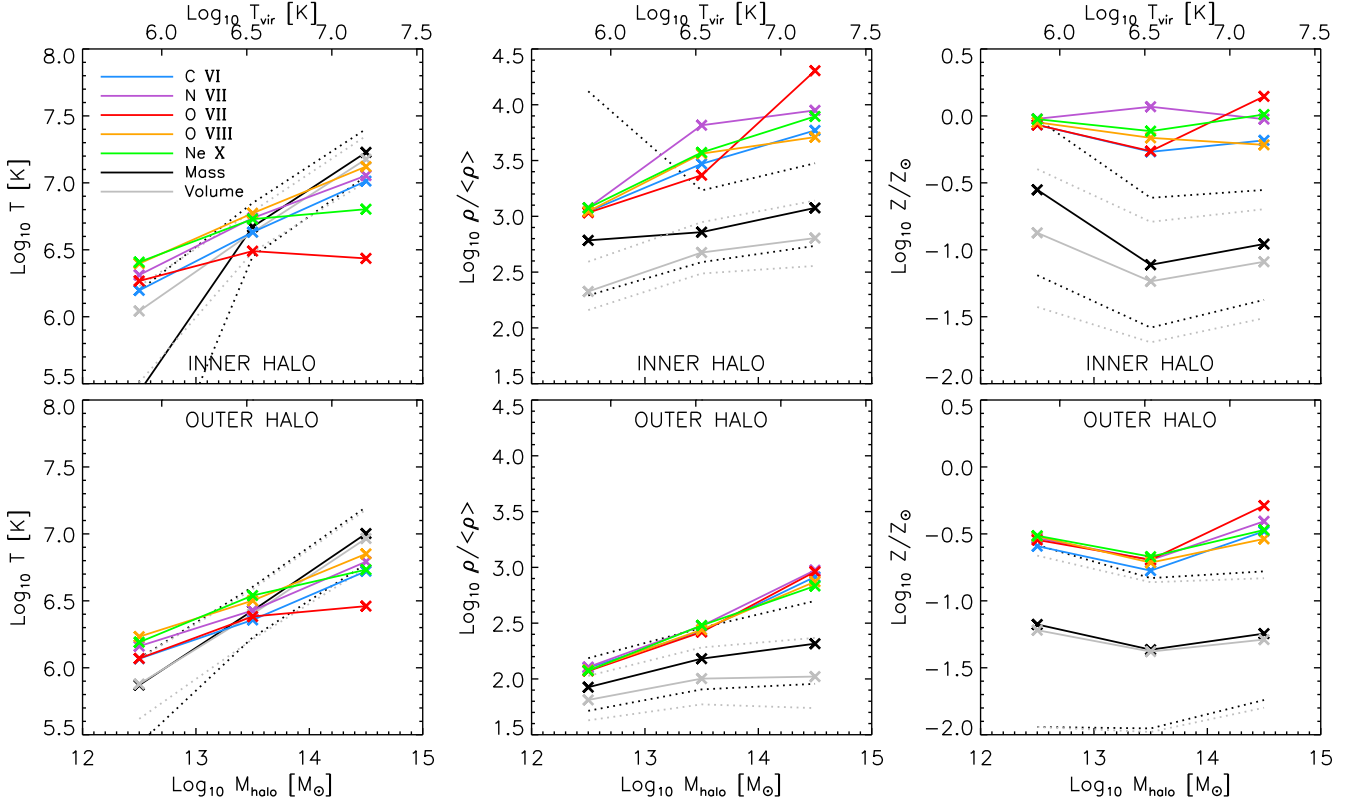 Log₁₀ T_vir [K] Log₁₀ T_vir [K] Log₁₀ T_vir [K]
6.0 6.5 7.0 7.5 6.0 6.5 7.0 7.5 6.0 6.5 7.0 7.5
Log₁₀ T [K]
8.0
7.5
7.0
6.5
6.0
5.5
C VI
N VII
O VII
O VIII
Ne X
Mass
Volume
INNER HALO
Log₁₀ ρ/<ρ>
4.5
4.0
3.5
3.0
2.5
2.0
1.5
INNER HALO
Log₁₀ Z/Z⊙
0.5
0.0
−0.5
−1.0
−1.5
−2.0
INNER HALO
Log₁₀ T [K]
8.0
7.5
7.0
6.5
6.0
5.5
OUTER HALO
Log₁₀ ρ/<ρ>
4.5
4.0
3.5
3.0
2.5
2.0
1.5
OUTER HALO
Log₁₀ Z/Z⊙
0.5
0.0
−0.5
−1.0
−1.5
−2.0
OUTER HALO
12 13 14 15 12 13 14 15 12 13 14 15
Log₁₀ M_halo [M⊙] Log₁₀ M_halo [M⊙] Log₁₀ M_halo [M⊙]